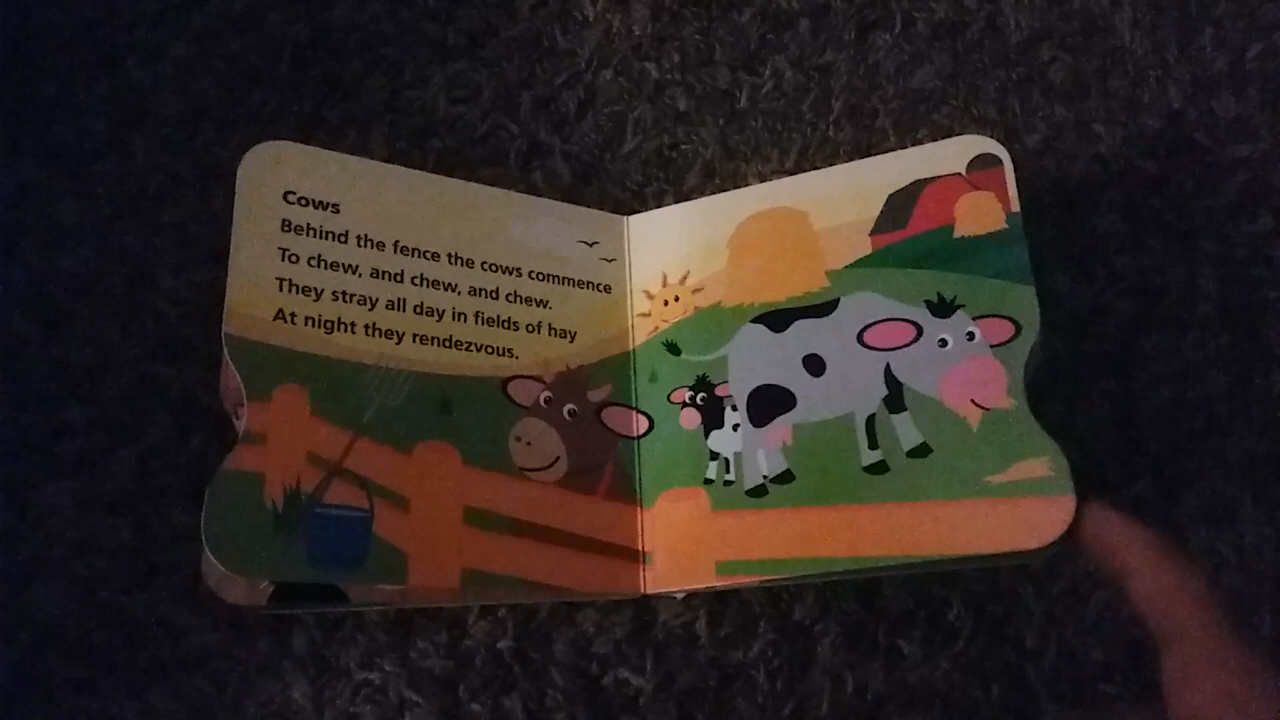 Cows
Behind the fence the cows commence
To chew, and chew, and chew.
They stray all day in fields of hay
At night they rendezvous.